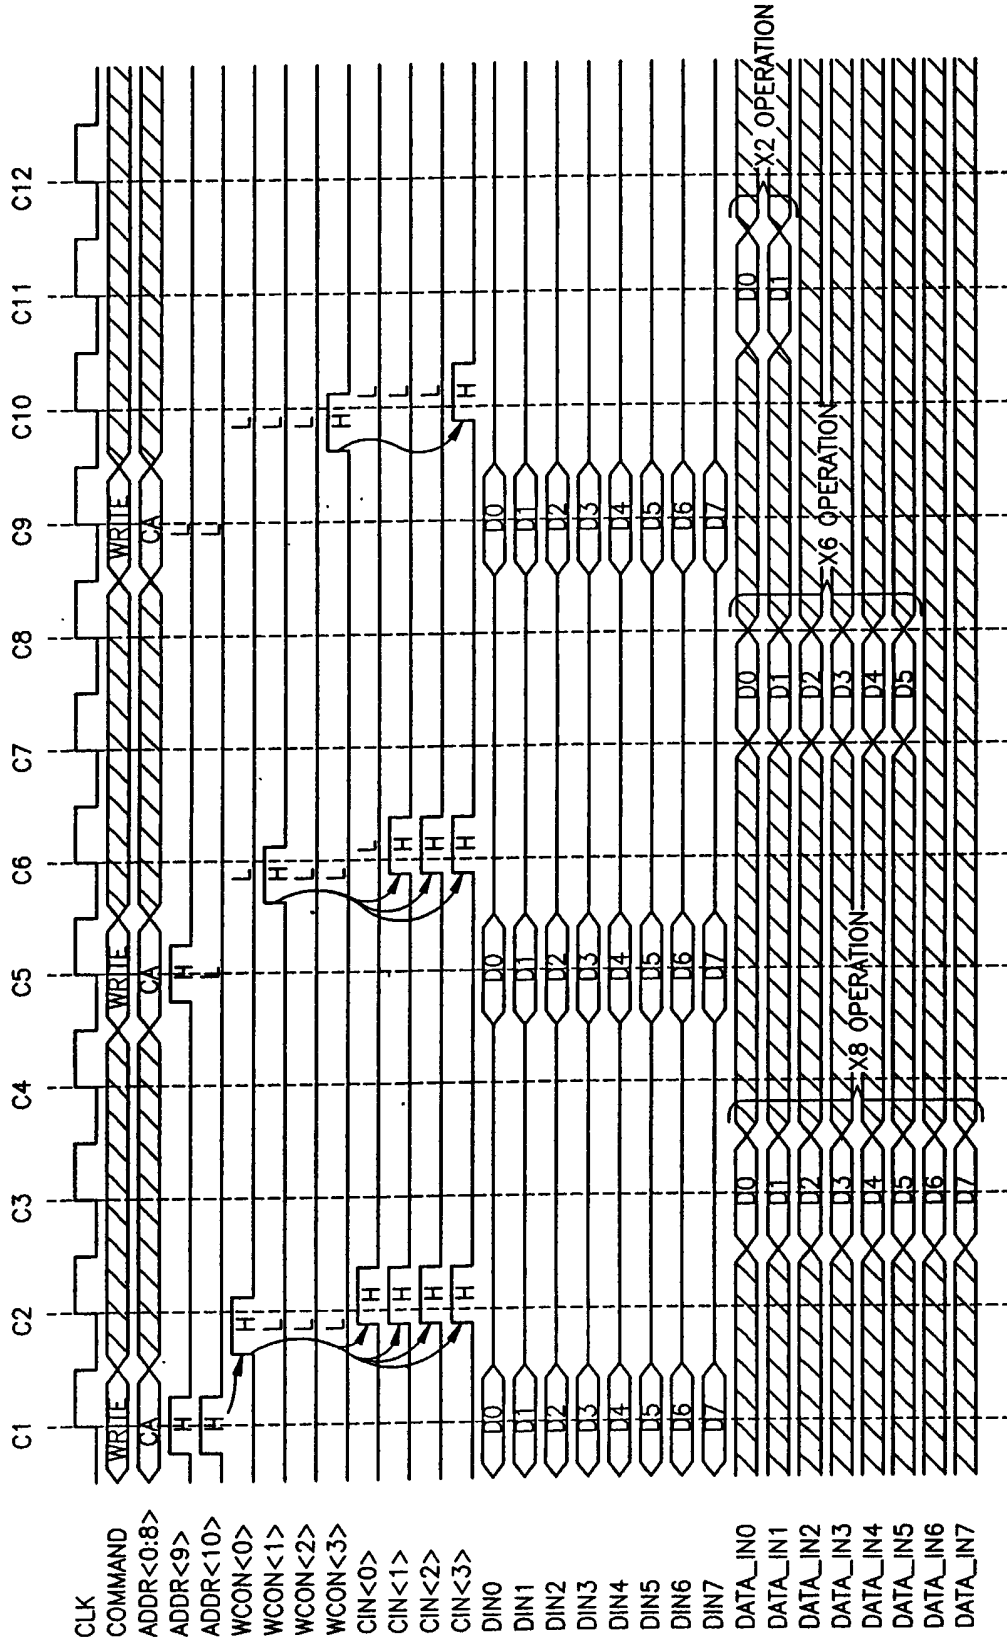 C1 C2 C3 C4 C5 C6 C7 C8 C9 C10 C11 C12
CLK
COMMAND WRITE WRITE WRITE
ADDR<0:8> CA CA CA
ADDR<9> H H L
ADDR<10> H L L
WCON<0> H L L
WCON<1> L H L
WCON<2> L L L
WCON<3> L L H
CIN<0> H L L
CIN<1> H H L
CIN<2> H H L
CIN<3> H H H
DIN0 D0 D0 D0
DIN1 D1 D1 D1
DIN2 D2 D2 D2
DIN3 D3 D3 D3
DIN4 D4 D4 D4
DIN5 D5 D5 D5
DIN6 D6 D6 D6
DIN7 D7 D7 D7
DATA_IN0 D0 D0 D0
DATA_IN1 D1 D1 D1
DATA_IN2 D2 D2
DATA_IN3 D3 D3
DATA_IN4 D4 D4
DATA_IN5 D5 D5
DATA_IN6 D6
DATA_IN7 D7
X8 OPERATION
X6 OPERATION
X2 OPERATION